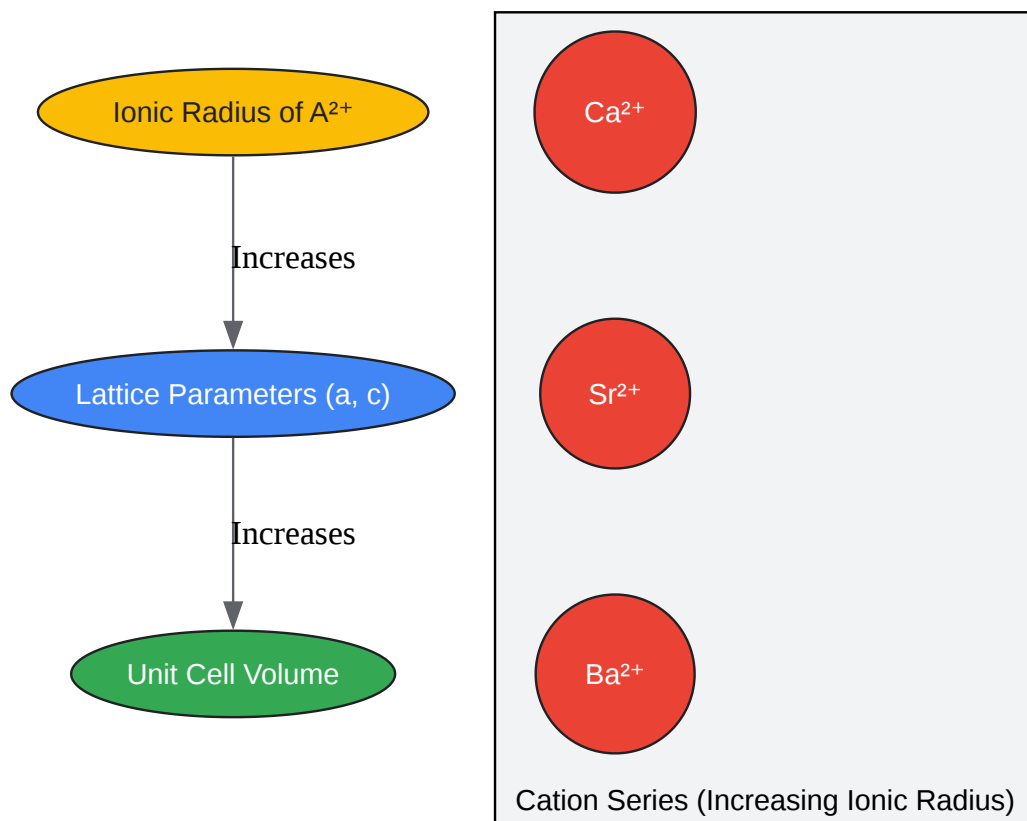 Ionic Radius of A²⁺
Increases
Lattice Parameters (a, c)
Increases
Unit Cell Volume
Ca²⁺
Sr²⁺
Ba²⁺
Cation Series (Increasing Ionic Radius)